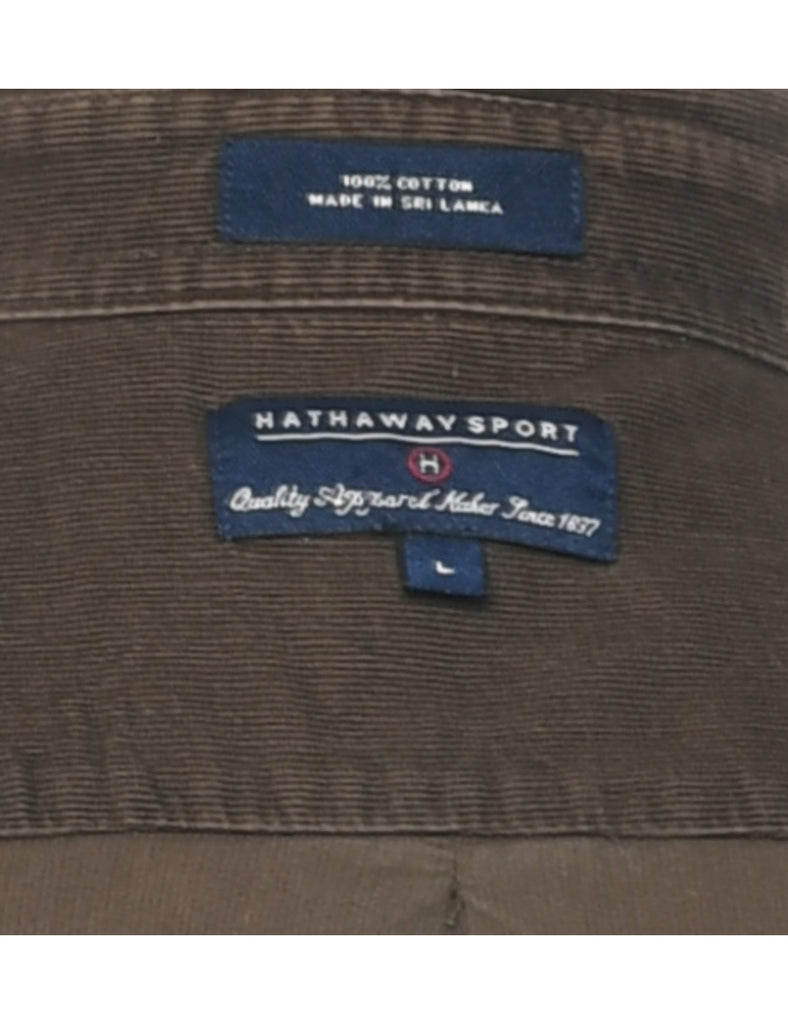 100% COTTON
MADE IN SRI LANKA
HATHAWAY SPORT
H
Quality Apparel Maker Since 1837
L